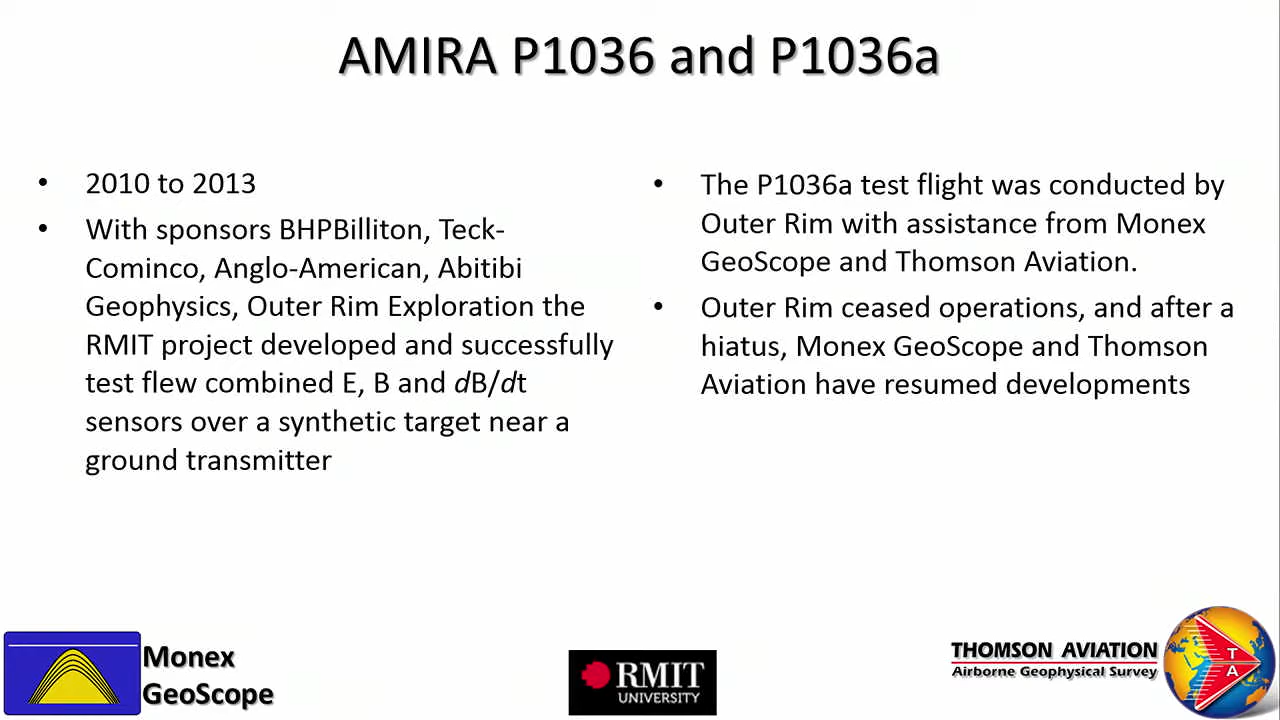 AMIRA P1036 and P1036a
• 2010 to 2013
• With sponsors BHPBilliton, Teck-
Cominco, Anglo-American, Abitibi
Geophysics, Outer Rim Exploration the
RMIT project developed and successfully
test flew combined E, B and dB/dt
sensors over a synthetic target near a
ground transmitter
• The P1036a test flight was conducted by
Outer Rim with assistance from Monex
GeoScope and Thomson Aviation.
• Outer Rim ceased operations, and after a
hiatus, Monex GeoScope and Thomson
Aviation have resumed developments
Monex
GeoScope
RMIT
UNIVERSITY
THOMSON AVIATION
Airborne Geophysical Survey
T
A